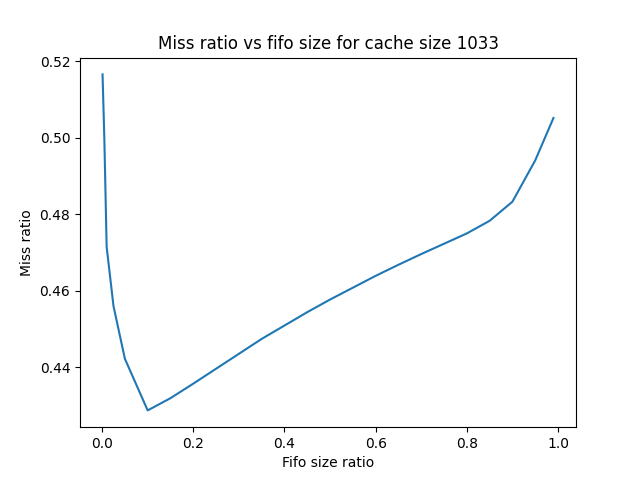 Miss ratio vs fifo size for cache size 1033
0.52
0.50
0.48
0.46
0.44
Miss ratio
0.0 0.2 0.4 0.6 0.8 1.0
Fifo size ratio